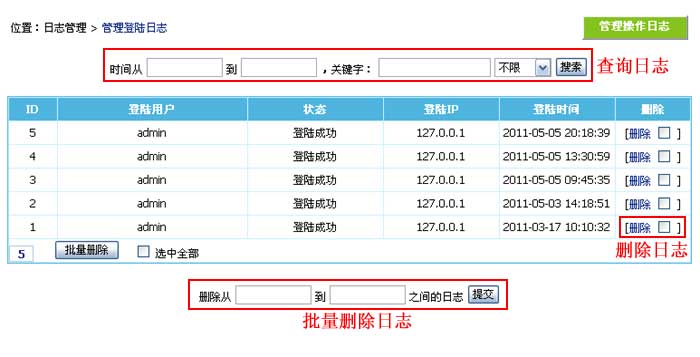 位置：日志管理 > 管理登陆日志
管理操作日志
时间从 到 ，关键字： 不限 搜索
查询日志
ID 登陆用户 状态 登陆IP 登陆时间 删除
5 admin 登陆成功 127.0.0.1 2011-05-05 20:18:39 [删除 ]
4 admin 登陆成功 127.0.0.1 2011-05-05 13:30:59 [删除 ]
3 admin 登陆成功 127.0.0.1 2011-05-05 09:45:35 [删除 ]
2 admin 登陆成功 127.0.0.1 2011-05-03 14:18:51 [删除 ]
1 admin 登陆成功 127.0.0.1 2011-03-17 10:10:32 [删除 ]
5 批量删除 选中全部
删除日志
删除从 到 之间的日志 提交
批量删除日志